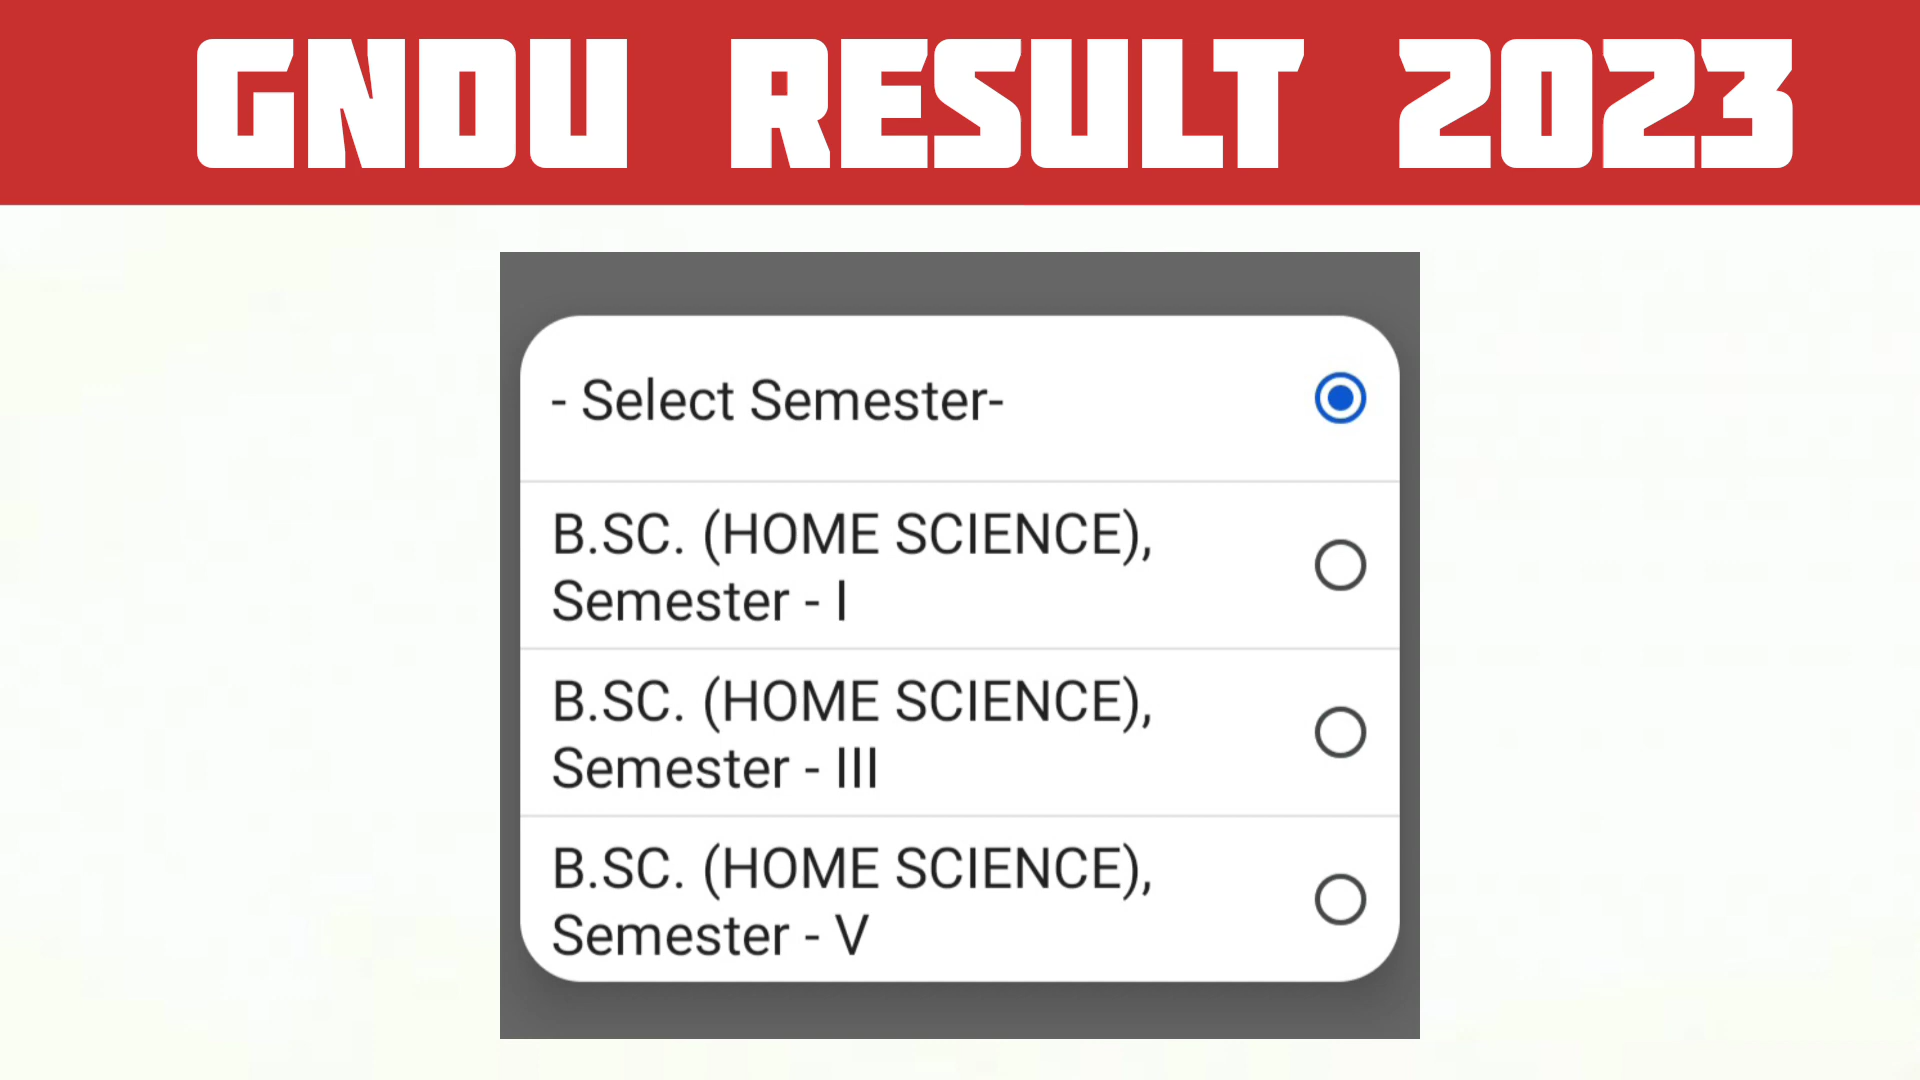 GNDU RESULT 2023
- Select Semester-
B.SC. (HOME SCIENCE),
Semester - I
B.SC. (HOME SCIENCE),
Semester - III
B.SC. (HOME SCIENCE),
Semester - V